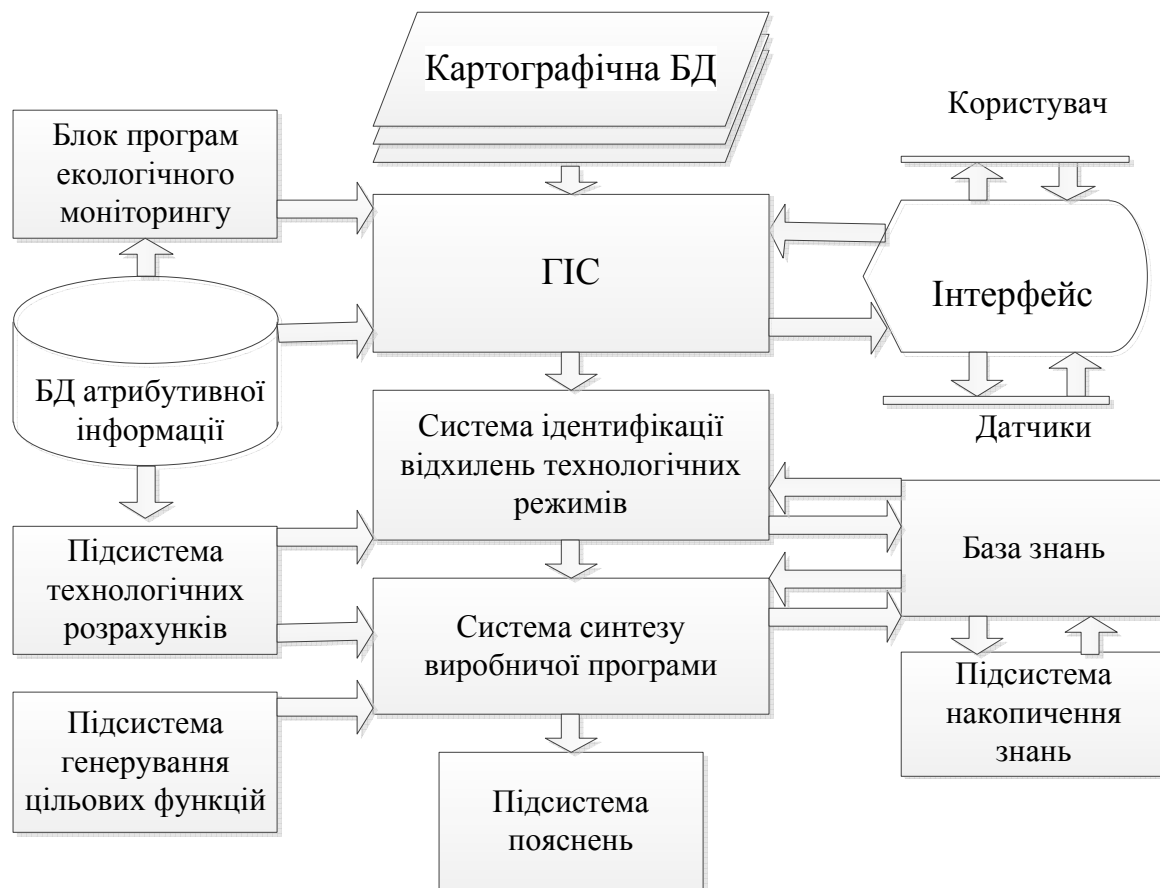 Картографічна БД
Користувач
Блок програм
екологічного
моніторингу
ГІС
Інтерфейс
БД атрибутивної
інформації
Датчики
Система ідентифікації
відхилень технологічних
режимів
База знань
Підсистема
технологічних
розрахунків
Система синтезу
виробничої програми
Підсистема
накопичення
знань
Підсистема
генерування
цільових функцій
Підсистема
пояснень